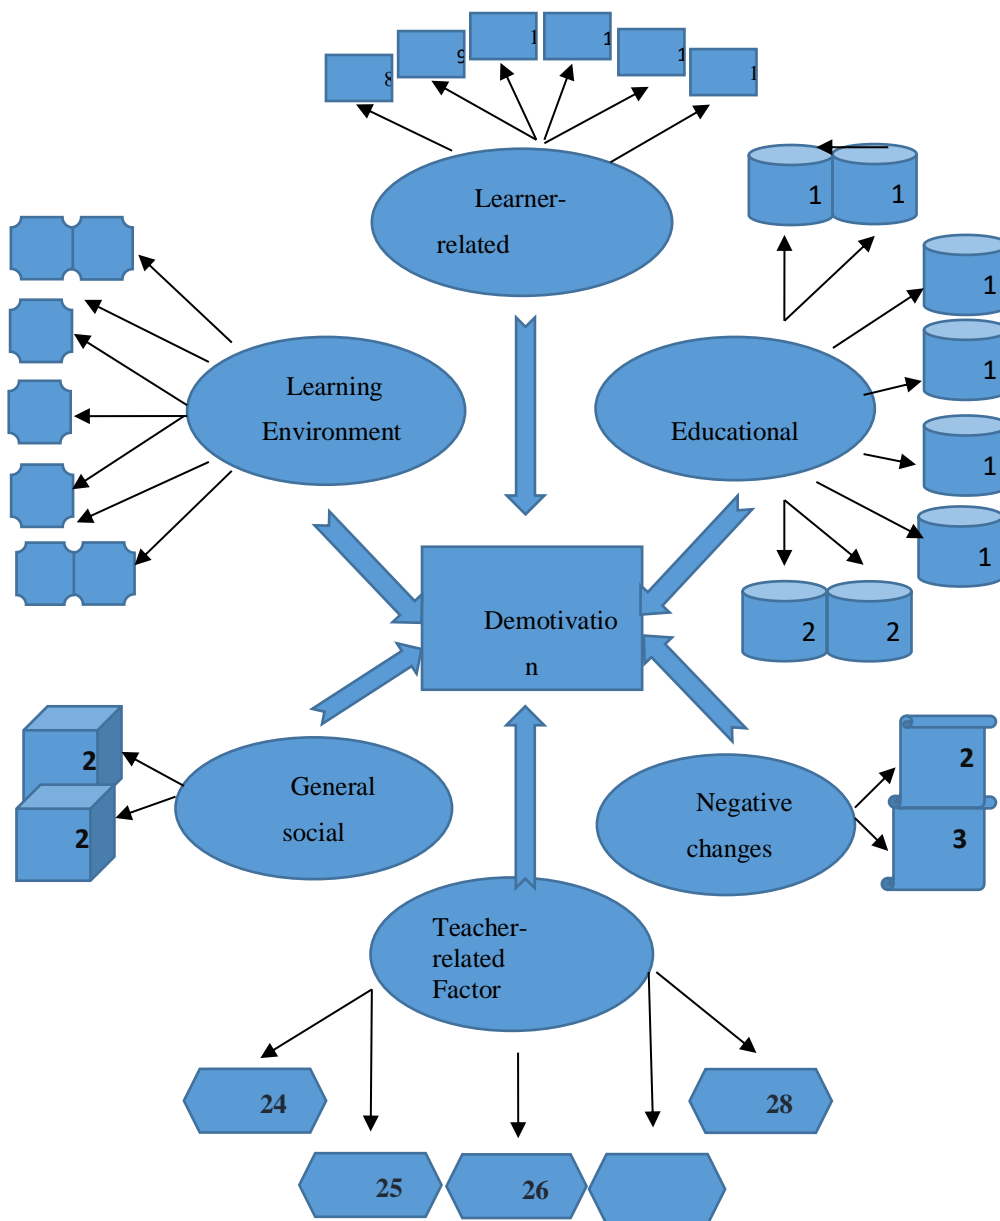 8
9
1
1
1
1
Learner-
related
1
1
1
1
1
1
2
2
Learning
Environment
Educational
Demotivatio
n
2
2
General
social
Negative
changes
2
3
Teacher-
related
Factor
24
25
26
28